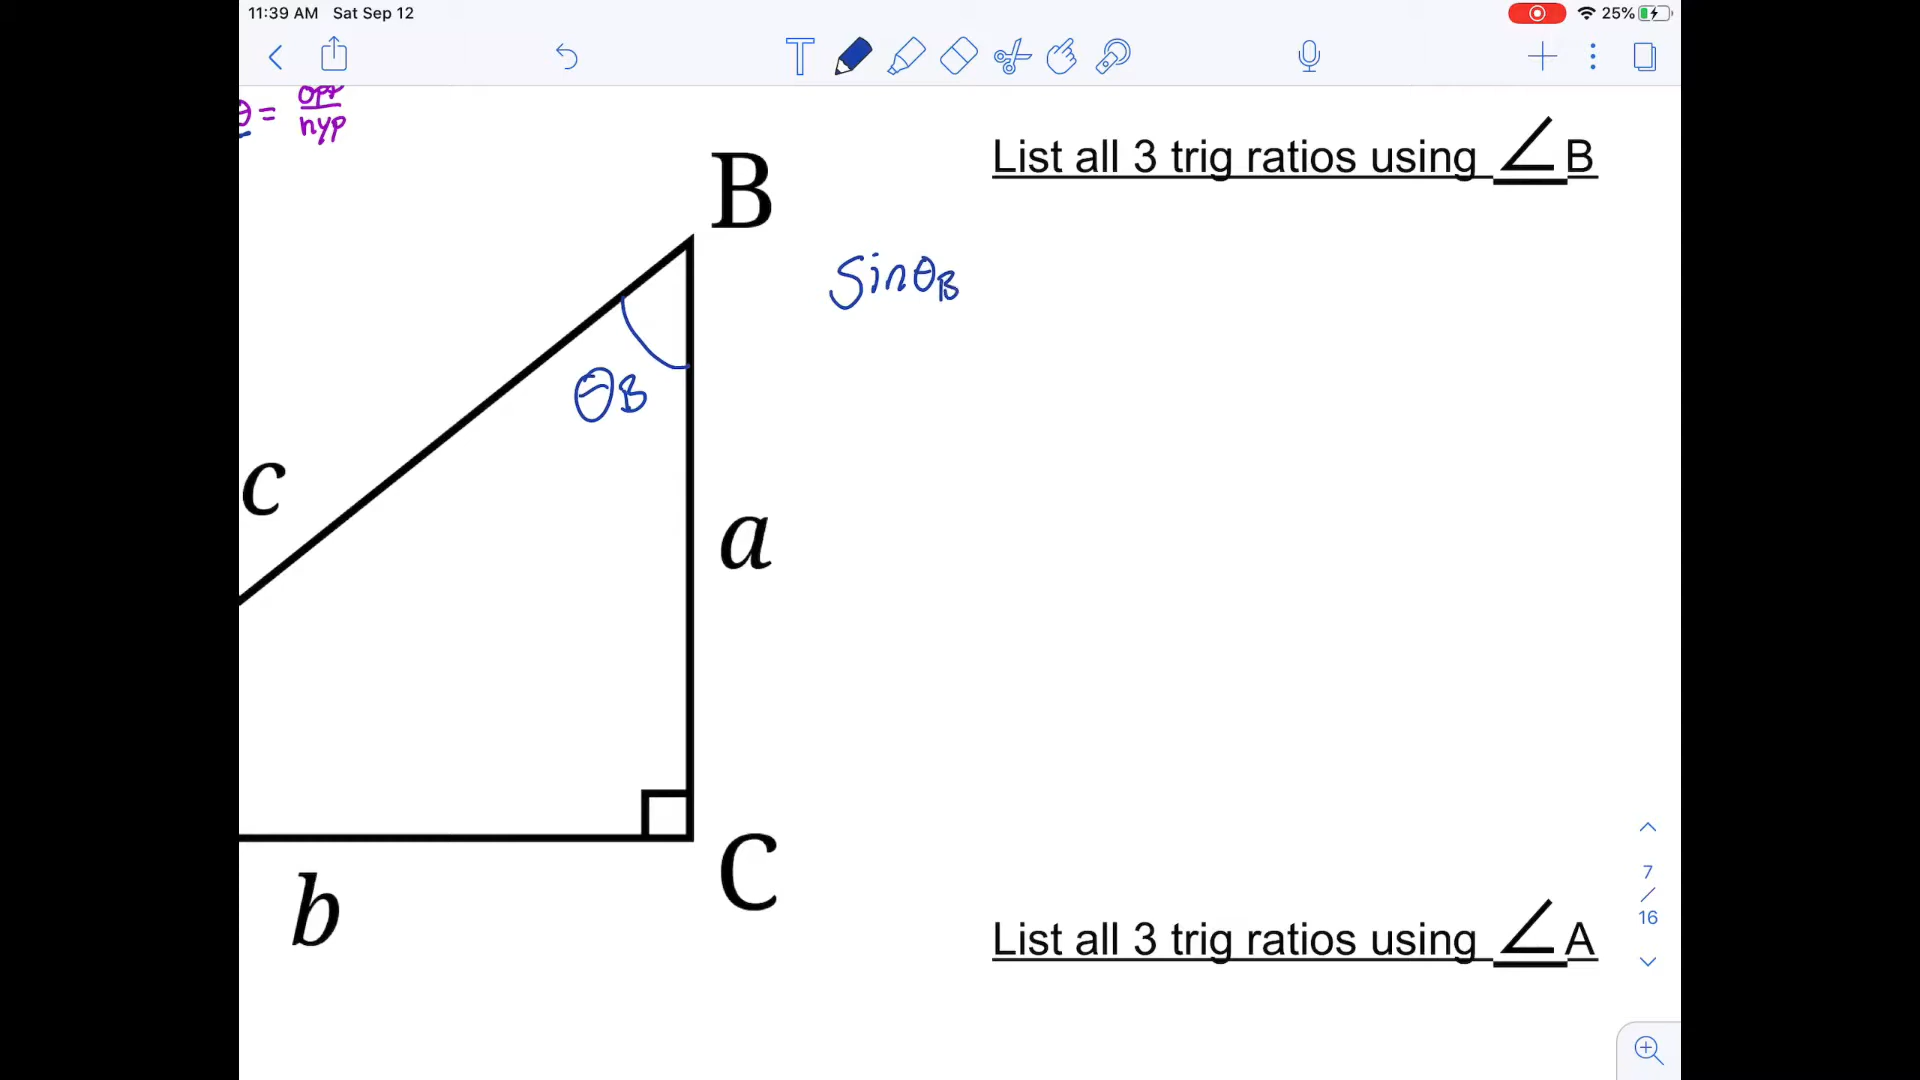 11:39 AM Sat Sep 12
25%
T
θ = opp
hyp
List all 3 trig ratios using ∠B
B
sinθB
θB
c
a
C
b
7
/
16
List all 3 trig ratios using ∠A